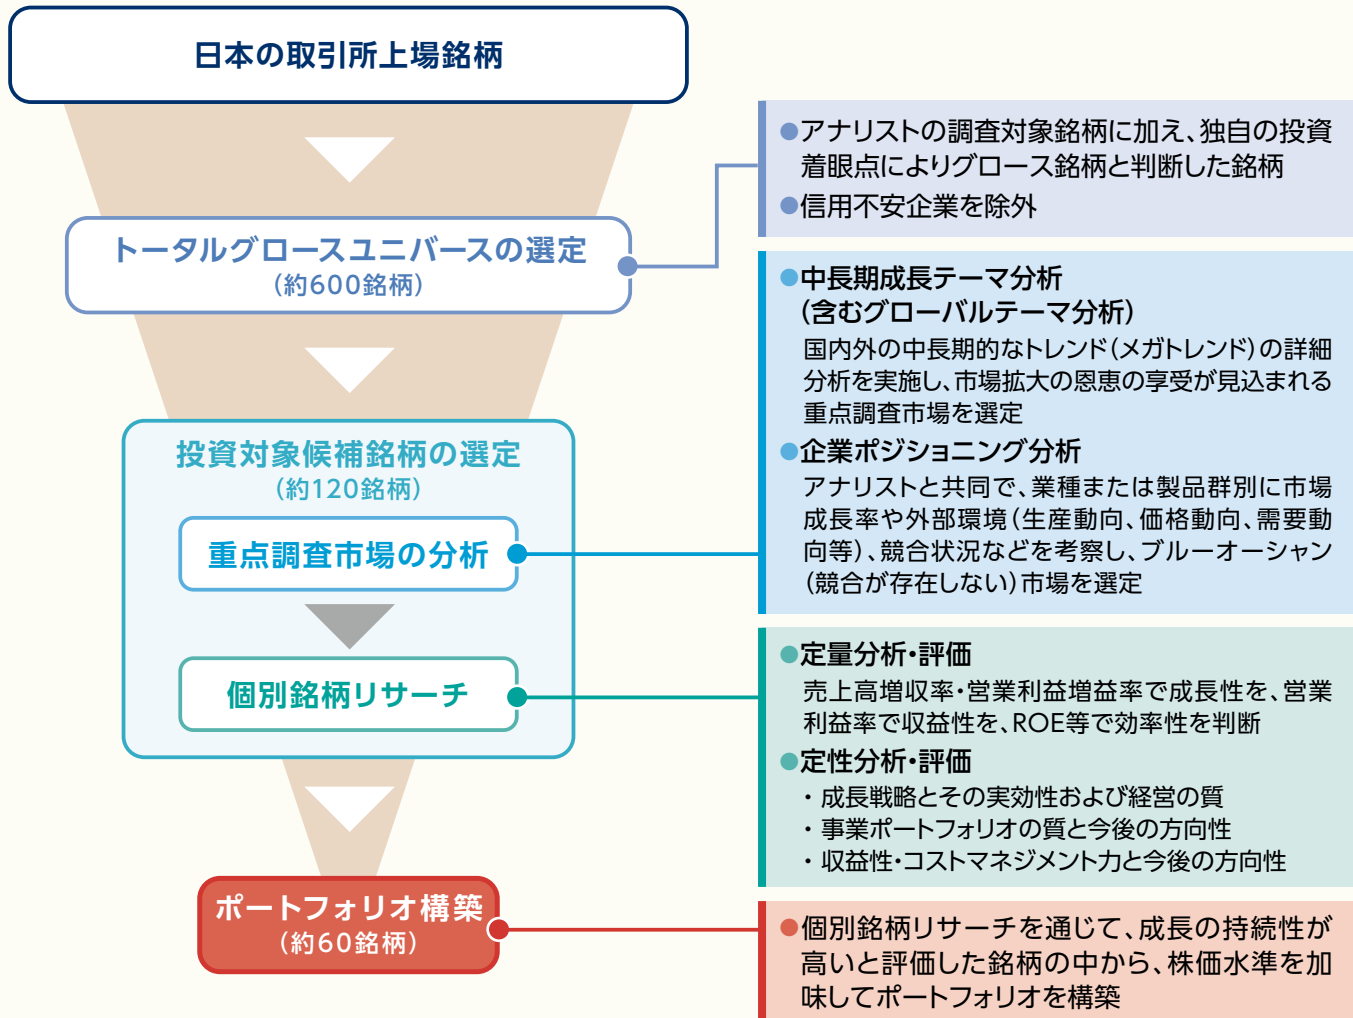 日本の取引所上場銘柄
トータルグロースユニバースの選定
(約600銘柄)
●アナリストの調査対象銘柄に加え、独自の投資
着眼点によりグロース銘柄と判断した銘柄
●信用不安企業を除外
投資対象候補銘柄の選定
(約120銘柄)
重点調査市場の分析
●中長期成長テーマ分析
(含むグローバルテーマ分析)
国内外の中長期的なトレンド(メガトレンド)の詳細
分析を実施し、市場拡大の恩恵の享受が見込まれる
重点調査市場を選定
●企業ポジショニング分析
アナリストと共同で、業種または製品群別に市場
成長率や外部環境(生産動向、価格動向、需要動
向等)、競合状況などを考察し、ブルーオーシャン
(競合が存在しない)市場を選定
個別銘柄リサーチ
●定量分析・評価
売上高増収率・営業利益増益率で成長性を、営業
利益率で収益性を、ROE等で効率性を判断
●定性分析・評価
・ 成長戦略とその実効性および経営の質
・ 事業ポートフォリオの質と今後の方向性
・ 収益性・コストマネジメント力と今後の方向性
ポートフォリオ構築
(約60銘柄)
●個別銘柄リサーチを通じて、成長の持続性が
高いと評価した銘柄の中から、株価水準を加
味してポートフォリオを構築